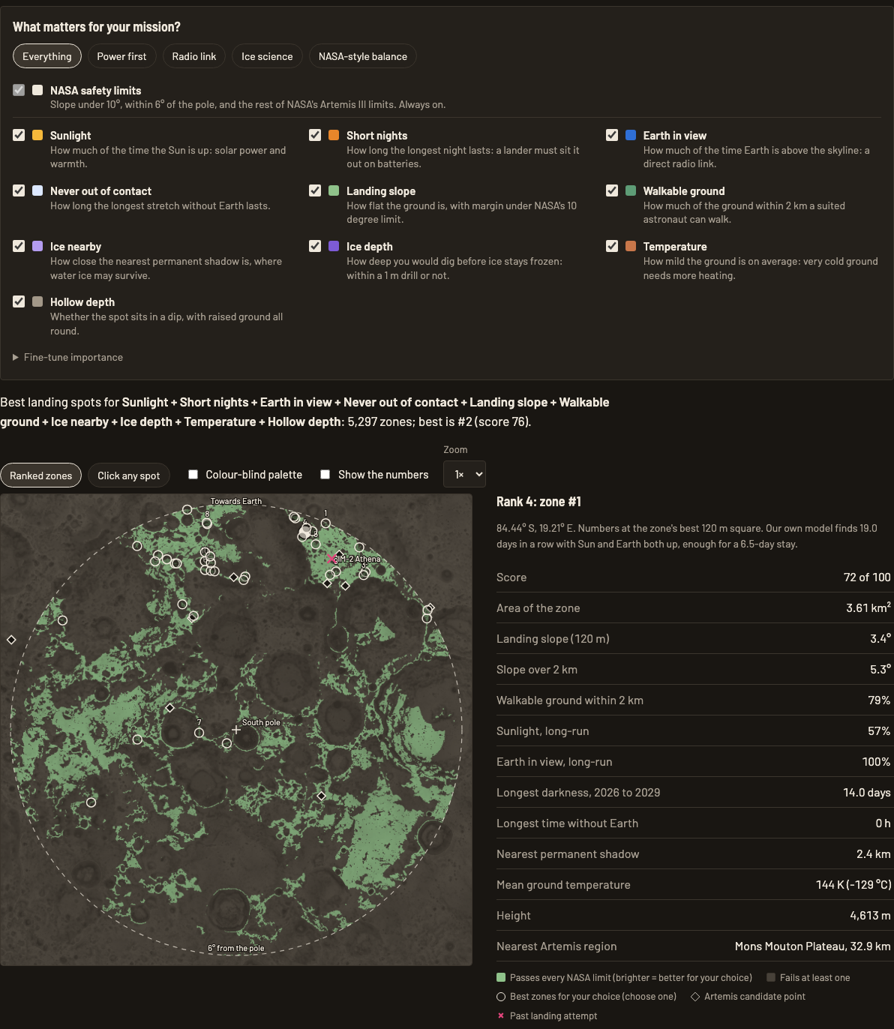 What matters for your mission?
Everything
Power first
Radio link
Ice science
NASA-style balance
NASA safety limits
Slope under 10°, within 6° of the pole, and the rest of NASA's Artemis III limits. Always on.
Sunlight
How much of the time the Sun is up: solar power and
warmth.
Short nights
How long the longest night lasts: a lander must sit it
out on batteries.
Earth in view
How much of the time Earth is above the skyline: a
direct radio link.
Never out of contact
How long the longest stretch without Earth lasts.
Landing slope
How flat the ground is, with margin under NASA's 10
degree limit.
Walkable ground
How much of the ground within 2 km a suited
astronaut can walk.
Ice nearby
How close the nearest permanent shadow is, where
water ice may survive.
Ice depth
How deep you would dig before ice stays frozen:
within a 1 m drill or not.
Temperature
How mild the ground is on average: very cold ground
needs more heating.
Hollow depth
Whether the spot sits in a dip, with raised ground all
round.
Fine-tune importance
Best landing spots for Sunlight + Short nights + Earth in view + Never out of contact + Landing slope + Walkable
ground + Ice nearby + Ice depth + Temperature + Hollow depth: 5,297 zones; best is #2 (score 76).
Ranked zones
Click any spot
Colour-blind palette
Show the numbers
Zoom
1×
Towards Earth
8
1
7
South pole
6° from the pole
Rank 4: zone #1
84.44° S, 19.21° E. Numbers at the zone's best 120 m square. Our own model finds 19.0
days in a row with Sun and Earth both up, enough for a 6.5-day stay.
Score 72 of 100
Area of the zone 3.61 km²
Landing slope (120 m) 3.4°
Slope over 2 km 5.3°
Walkable ground within 2 km 79%
Sunlight, long-run 57%
Earth in view, long-run 100%
Longest darkness, 2026 to 2029 14.0 days
Longest time without Earth 0 h
Nearest permanent shadow 2.4 km
Mean ground temperature 144 K (-129 °C)
Height 4,613 m
Nearest Artemis region Mons Mouton Plateau, 32.9 km
Passes every NASA limit (brighter = better for your choice)
Fails at least one
Best zones for your choice (choose one)
Artemis candidate point
Past landing attempt